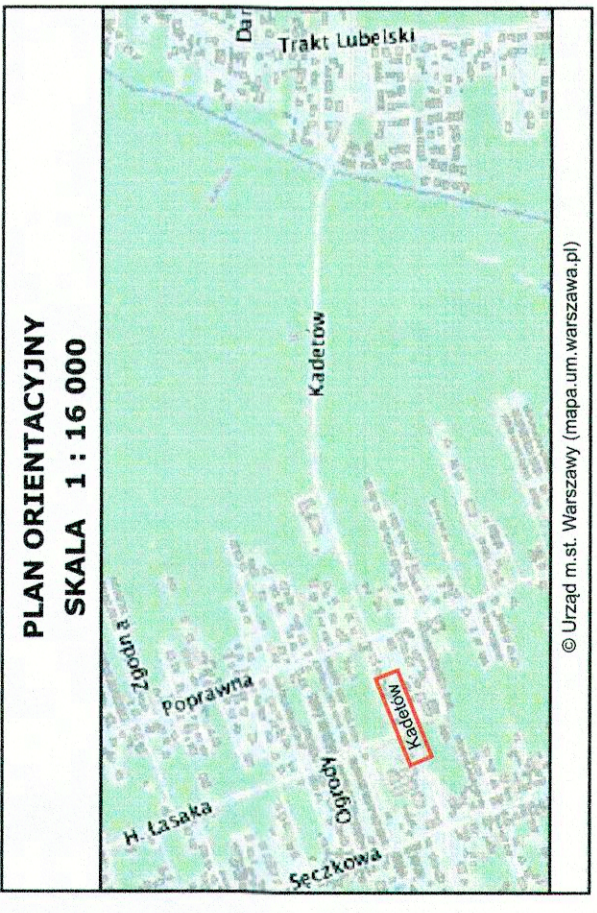 PLAN ORIENTACYJNY
SKALA 1 : 16 000
Zgodna
Poprawna
H. Łasaka
Ogrody
Sęczkowa
Kadetów
Kadetów
Trakt Lubelski
Dar
© Urząd m.st. Warszawy (mapa.um.warszawa.pl)